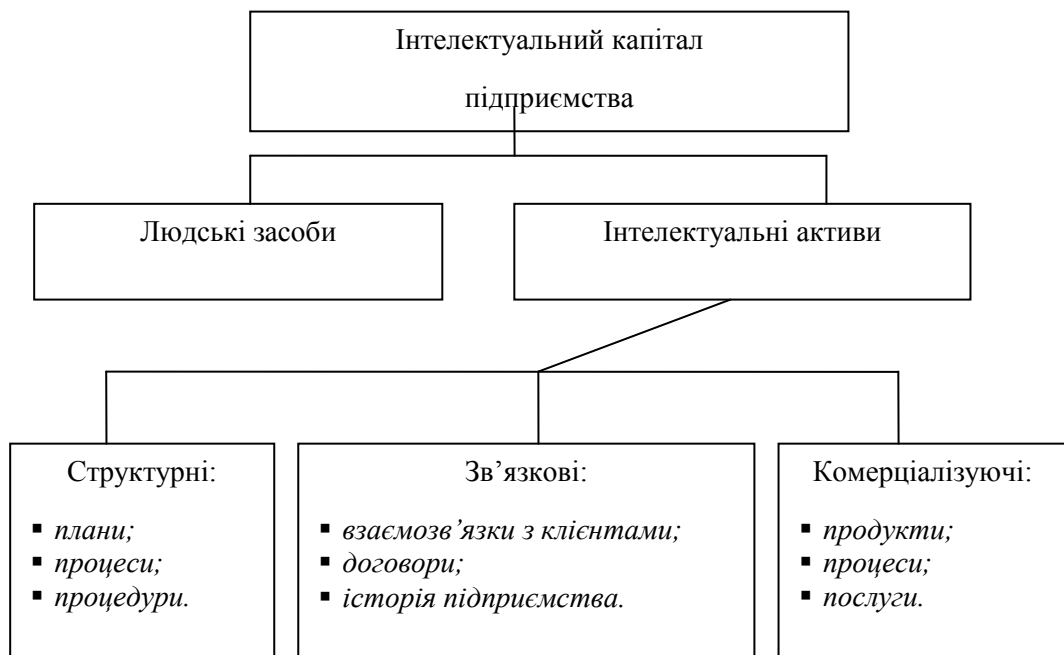 Інтелектуальний капітал
підприємства
Людські засоби
Інтелектуальні активи
Структурні:
▪ плани;
▪ процеси;
▪ процедури.
Зв’язкові:
▪ взаємозв’язки з клієнтами;
▪ договори;
▪ історія підприємства.
Комерціалізуючі:
▪ продукти;
▪ процеси;
▪ послуги.